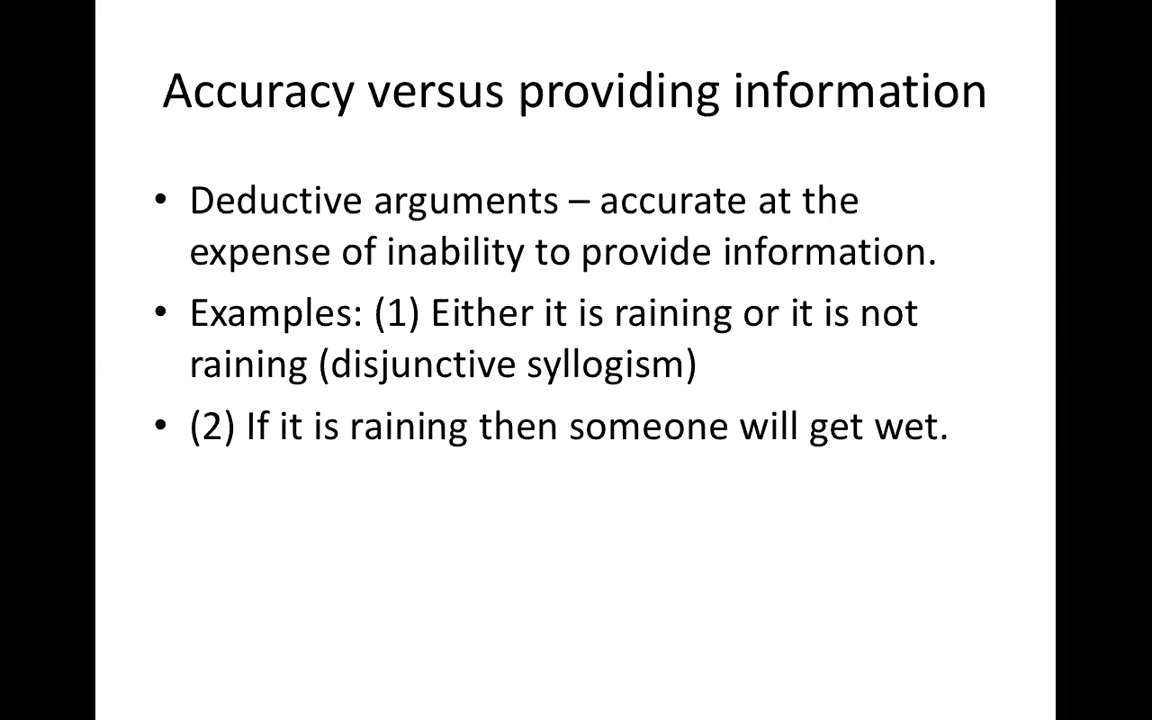 Accuracy versus providing information
• Deductive arguments – accurate at the
expense of inability to provide information.
• Examples: (1) Either it is raining or it is not
raining (disjunctive syllogism)
• (2) If it is raining then someone will get wet.